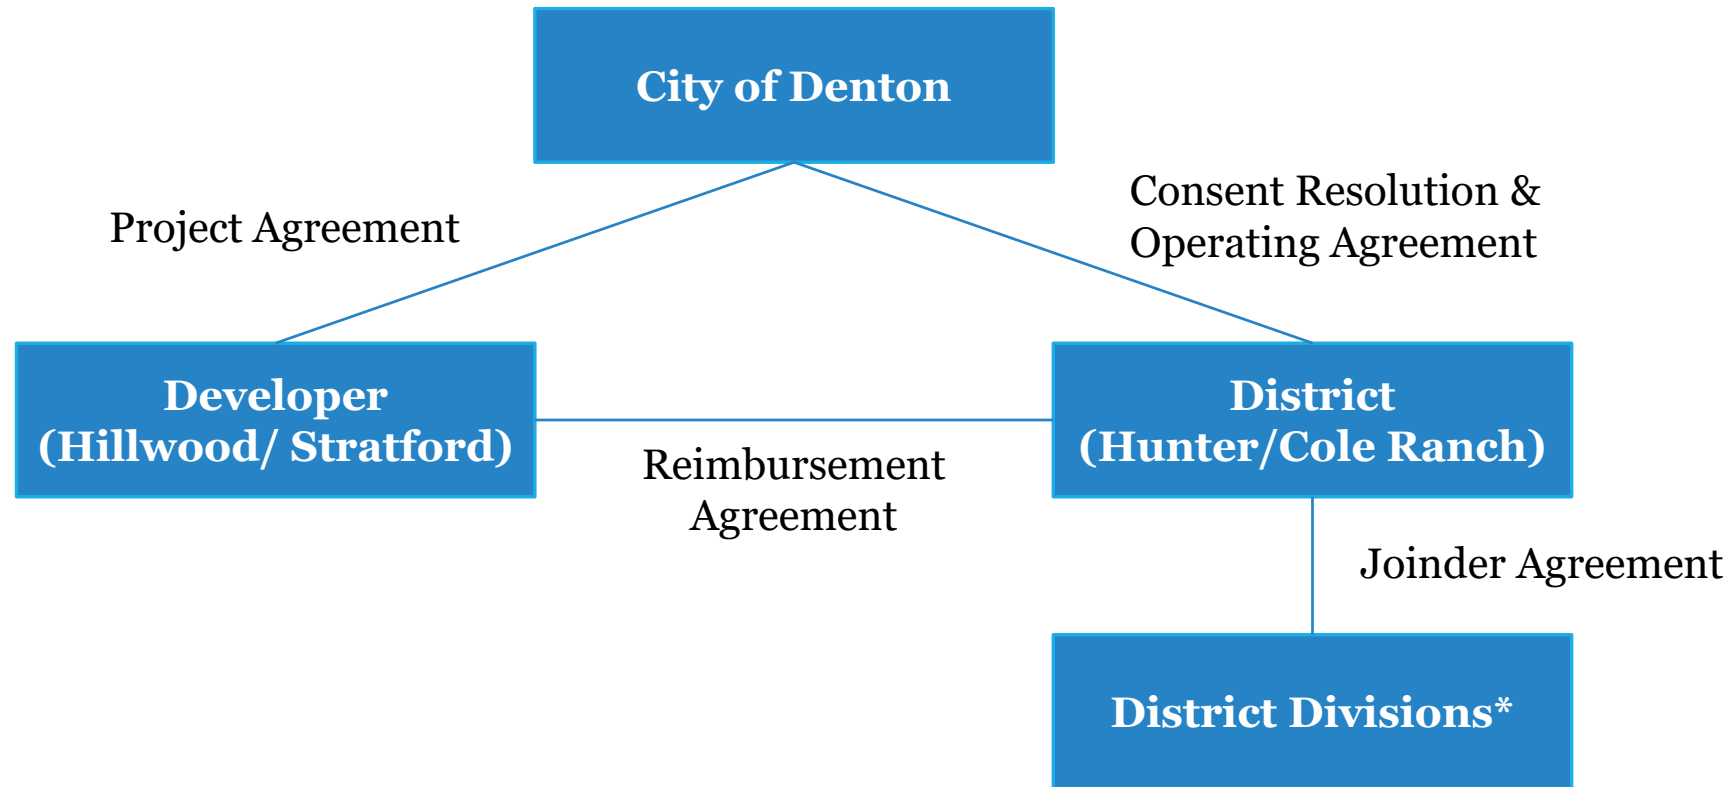 City of Denton
Project Agreement
Consent Resolution &
Operating Agreement
Developer
(Hillwood/ Stratford)
District
(Hunter/Cole Ranch)
Reimbursement
Agreement
Joinder Agreement
District Divisions*